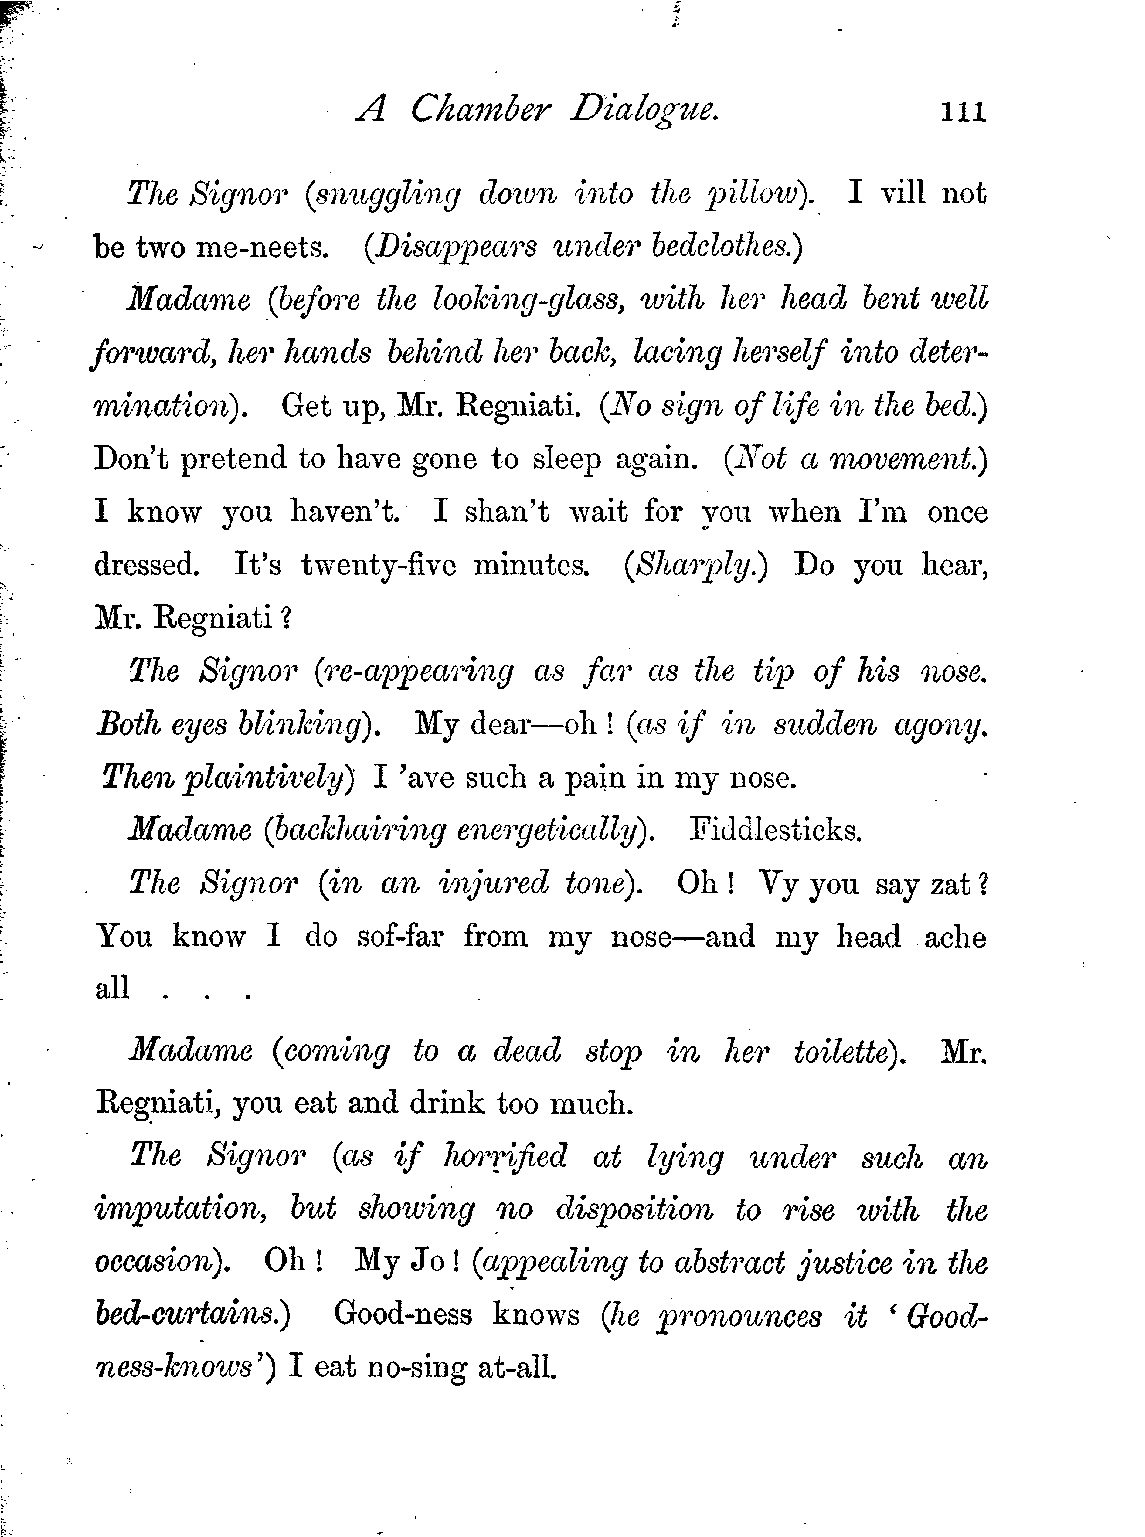 A Chamber Dialogue. 111
The Signor (snuggling down into the pillow). I vill not
be two me-neets. (Disappears under bedclothes.)
Madame (before the looking-glass, with her head bent well
forward, her hands behind her back, lacing herself into deter-
mination). Get up, Mr. Regniati. (No sign of life in the bed.)
Don't pretend to have gone to sleep again. (Not a movement.)
I know you haven't. I shan't wait for you when I'm once
dressed. It's twenty-five minutes. (Sharply.) Do you hear,
Mr. Regniati?
The Signor (re-appearing as far as the tip of his nose.
Both eyes blinking). My dear—oh! (as if in sudden agony.
Then plaintively) I 'ave such a pain in my nose.
Madame (backhairing energetically). Fiddlesticks.
The Signor (in an injured tone). Oh! Vy you say zat?
You know I do sof-far from my nose—and my head ache
all . . .
Madame (coming to a dead stop in her toilette). Mr.
Regniati, you eat and drink too much.
The Signor (as if horrified at lying under such an
imputation, but showing no disposition to rise with the
occasion). Oh! My Jo! (appealing to abstract justice in the
bed-curtains.) Good-ness knows (he pronounces it 'Good-
ness-knows') I eat no-sing at-all.